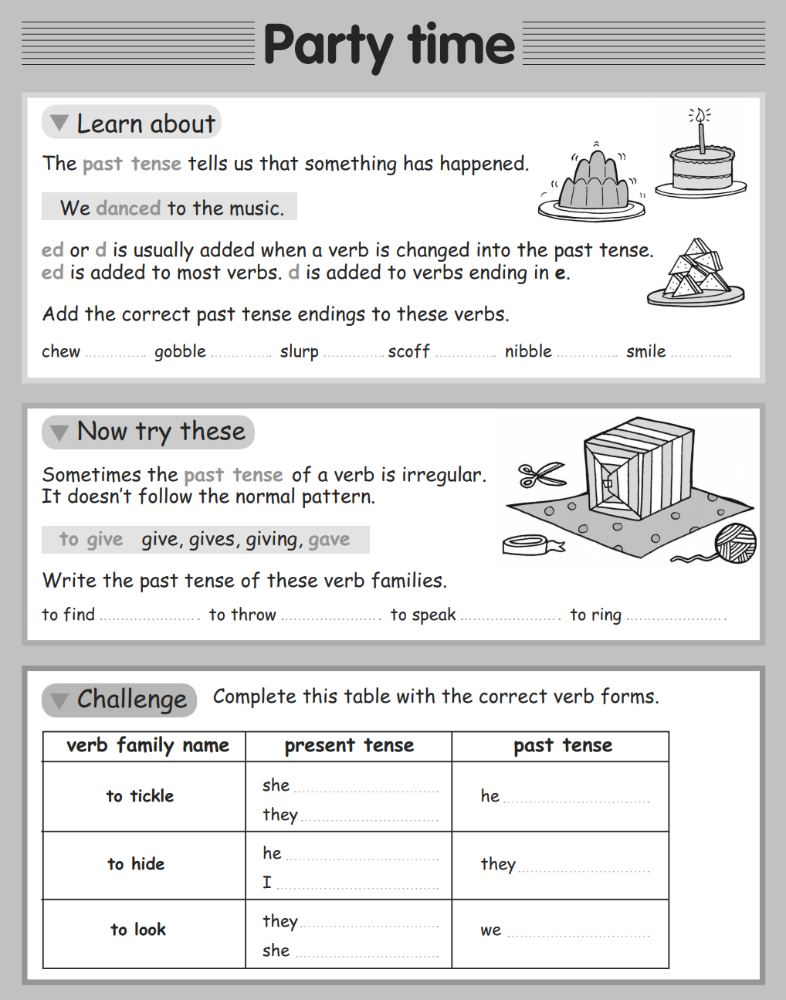 Party time
Learn about
The past tense tells us that something has happened.
We danced to the music.
ed or d is usually added when a verb is changed into the past tense.
ed is added to most verbs. d is added to verbs ending in e.
Add the correct past tense endings to these verbs.
chew ............ gobble ............ slurp ............ scoff ............ nibble ............ smile ............
Now try these
Sometimes the past tense of a verb is irregular.
It doesn't follow the normal pattern.
to give give, gives, giving, gave
Write the past tense of these verb families.
to find .................... to throw .................... to speak .................... to ring ....................
Challenge Complete this table with the correct verb forms.
verb family name present tense past tense
to tickle
she ............................
they ............................
he ............................
to hide
he ............................
I ............................
they ............................
to look
they ............................
she ............................
we ............................